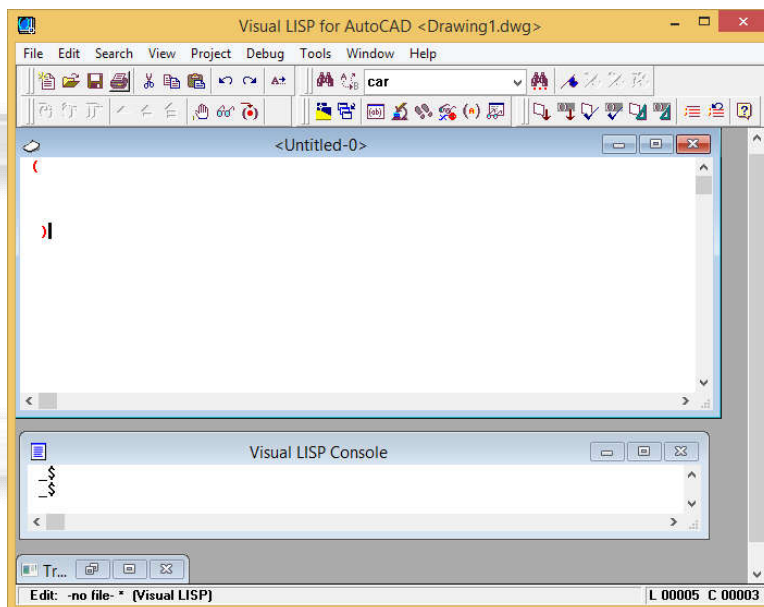 Visual LISP for AutoCAD <Drawing1.dwg>
File Edit Search View Project Debug Tools Window Help
car
<Untitled-0>
(
)
Visual LISP Console
_$
_$
Tr...
Edit: -no file- * (Visual LISP) L 00005 C 00003